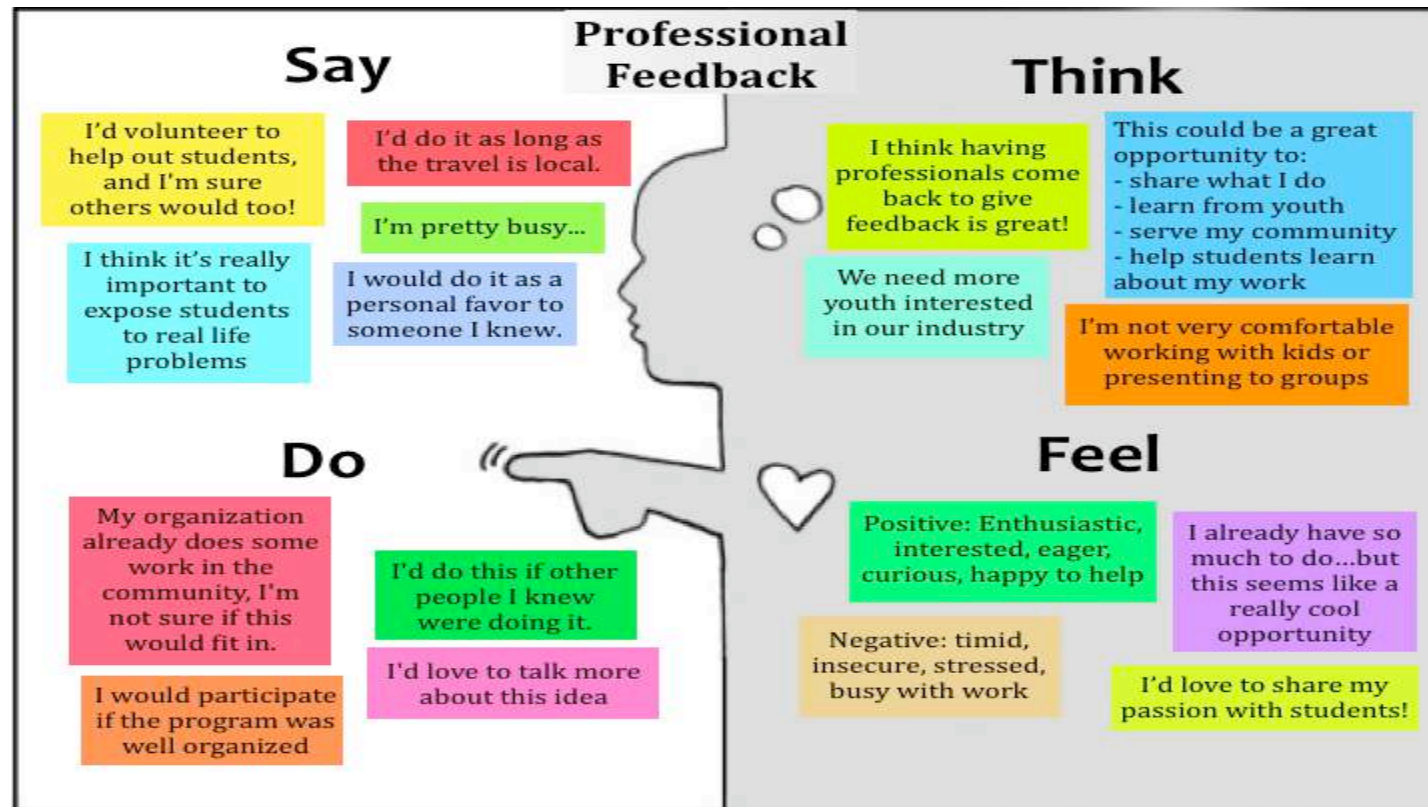 Professional
Feedback
Say
I'd volunteer to
help out students,
and I'm sure
others would too!
I'd do it as long as
the travel is local.
I'm pretty busy...
I think it's really
important to
expose students
to real life
problems
I would do it as a
personal favor to
someone I knew.
Think
I think having
professionals come
back to give
feedback is great!
This could be a great
opportunity to:
- share what I do
- learn from youth
- serve my community
- help students learn
about my work
We need more
youth interested
in our industry
I'm not very comfortable
working with kids or
presenting to groups
Do
My organization
already does some
work in the
community, I'm
not sure if this
would fit in.
I'd do this if other
people I knew
were doing it.
I'd love to talk more
about this idea
I would participate
if the program was
well organized
Feel
Positive: Enthusiastic,
interested, eager,
curious, happy to help
I already have so
much to do...but
this seems like a
really cool
opportunity
Negative: timid,
insecure, stressed,
busy with work
I'd love to share my
passion with students!